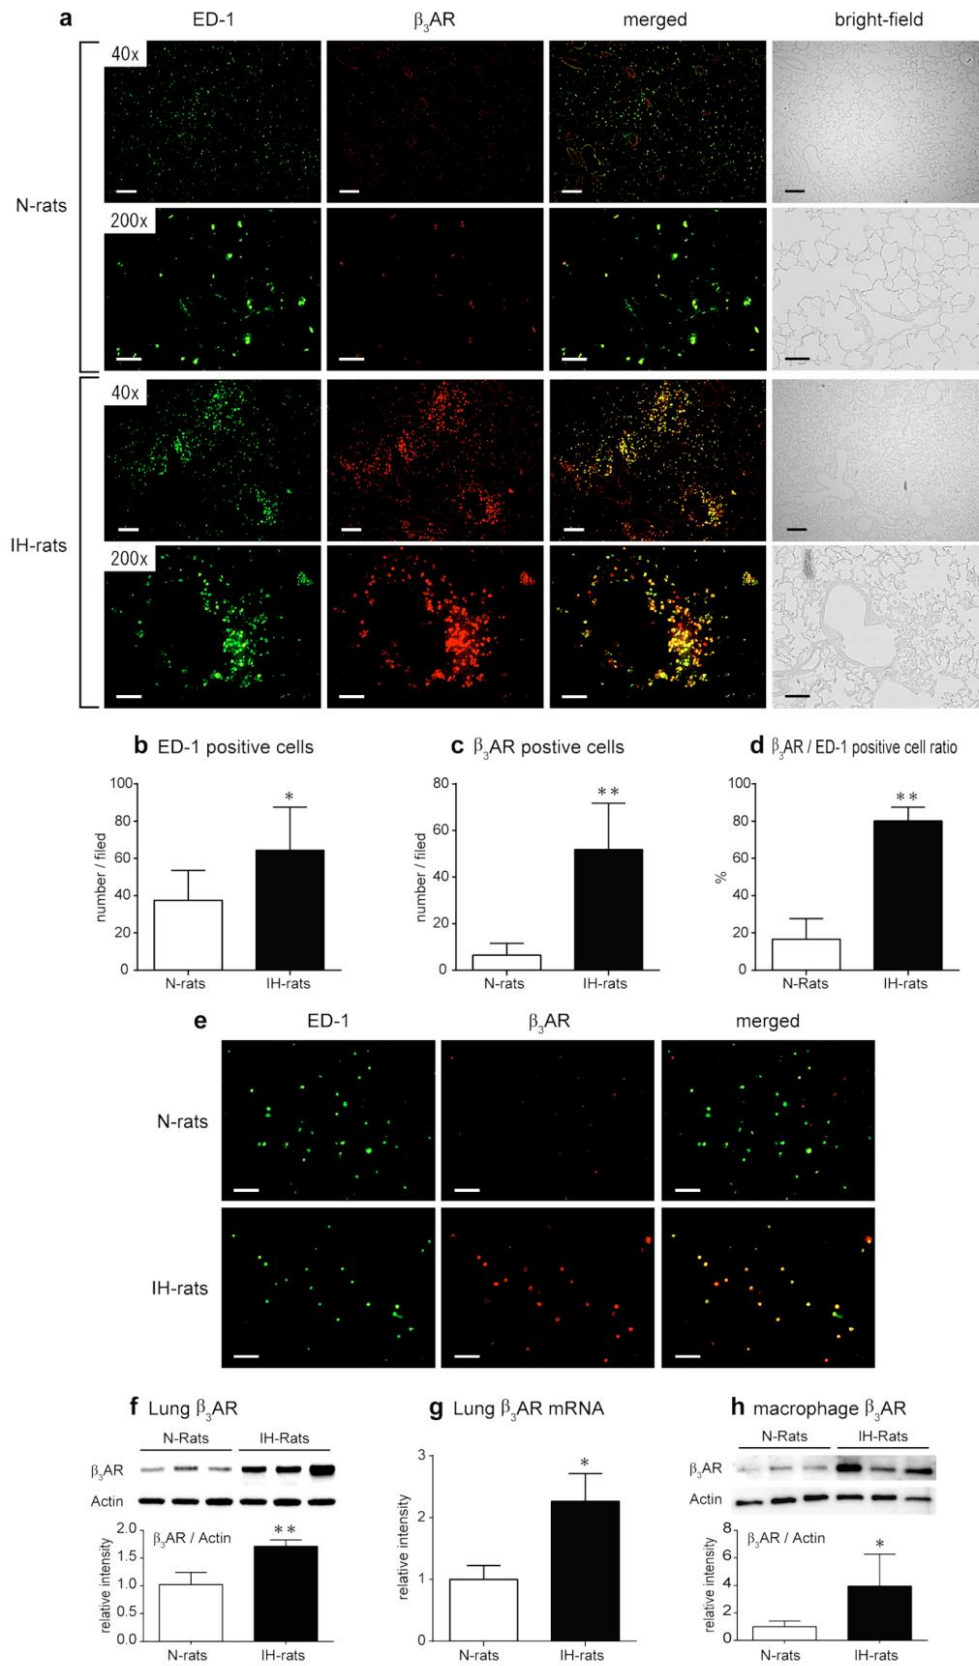 a ED-1 β₃AR merged bright-field
N-rats
40x
200x
IH-rats
40x
200x
b ED-1 positive cells
number / filed
100
80
60
40
20
0
*
N-rats IH-rats
c β₃AR postive cells
number / filed
80
60
40
20
0
**
N-rats IH-rats
d β₃AR / ED-1 positive cell ratio
%
100
80
60
40
20
0
**
N-Rats IH-rats
e ED-1 β₃AR merged
N-rats
IH-rats
f Lung β₃AR
N-Rats IH-Rats
β₃AR
Actin
β₃AR / Actin
relative intensity
2.0
1.5
1.0
0.5
0.0
**
N-rats IH-rats
g Lung β₃AR mRNA
relative intensity
3
2
1
0
*
N-rats IH-rats
h macrophage β₃AR
N-Rats IH-Rats
β₃AR
Actin
β₃AR / Actin
relative intensity
8
6
4
2
0
*
N-rats IH-rats